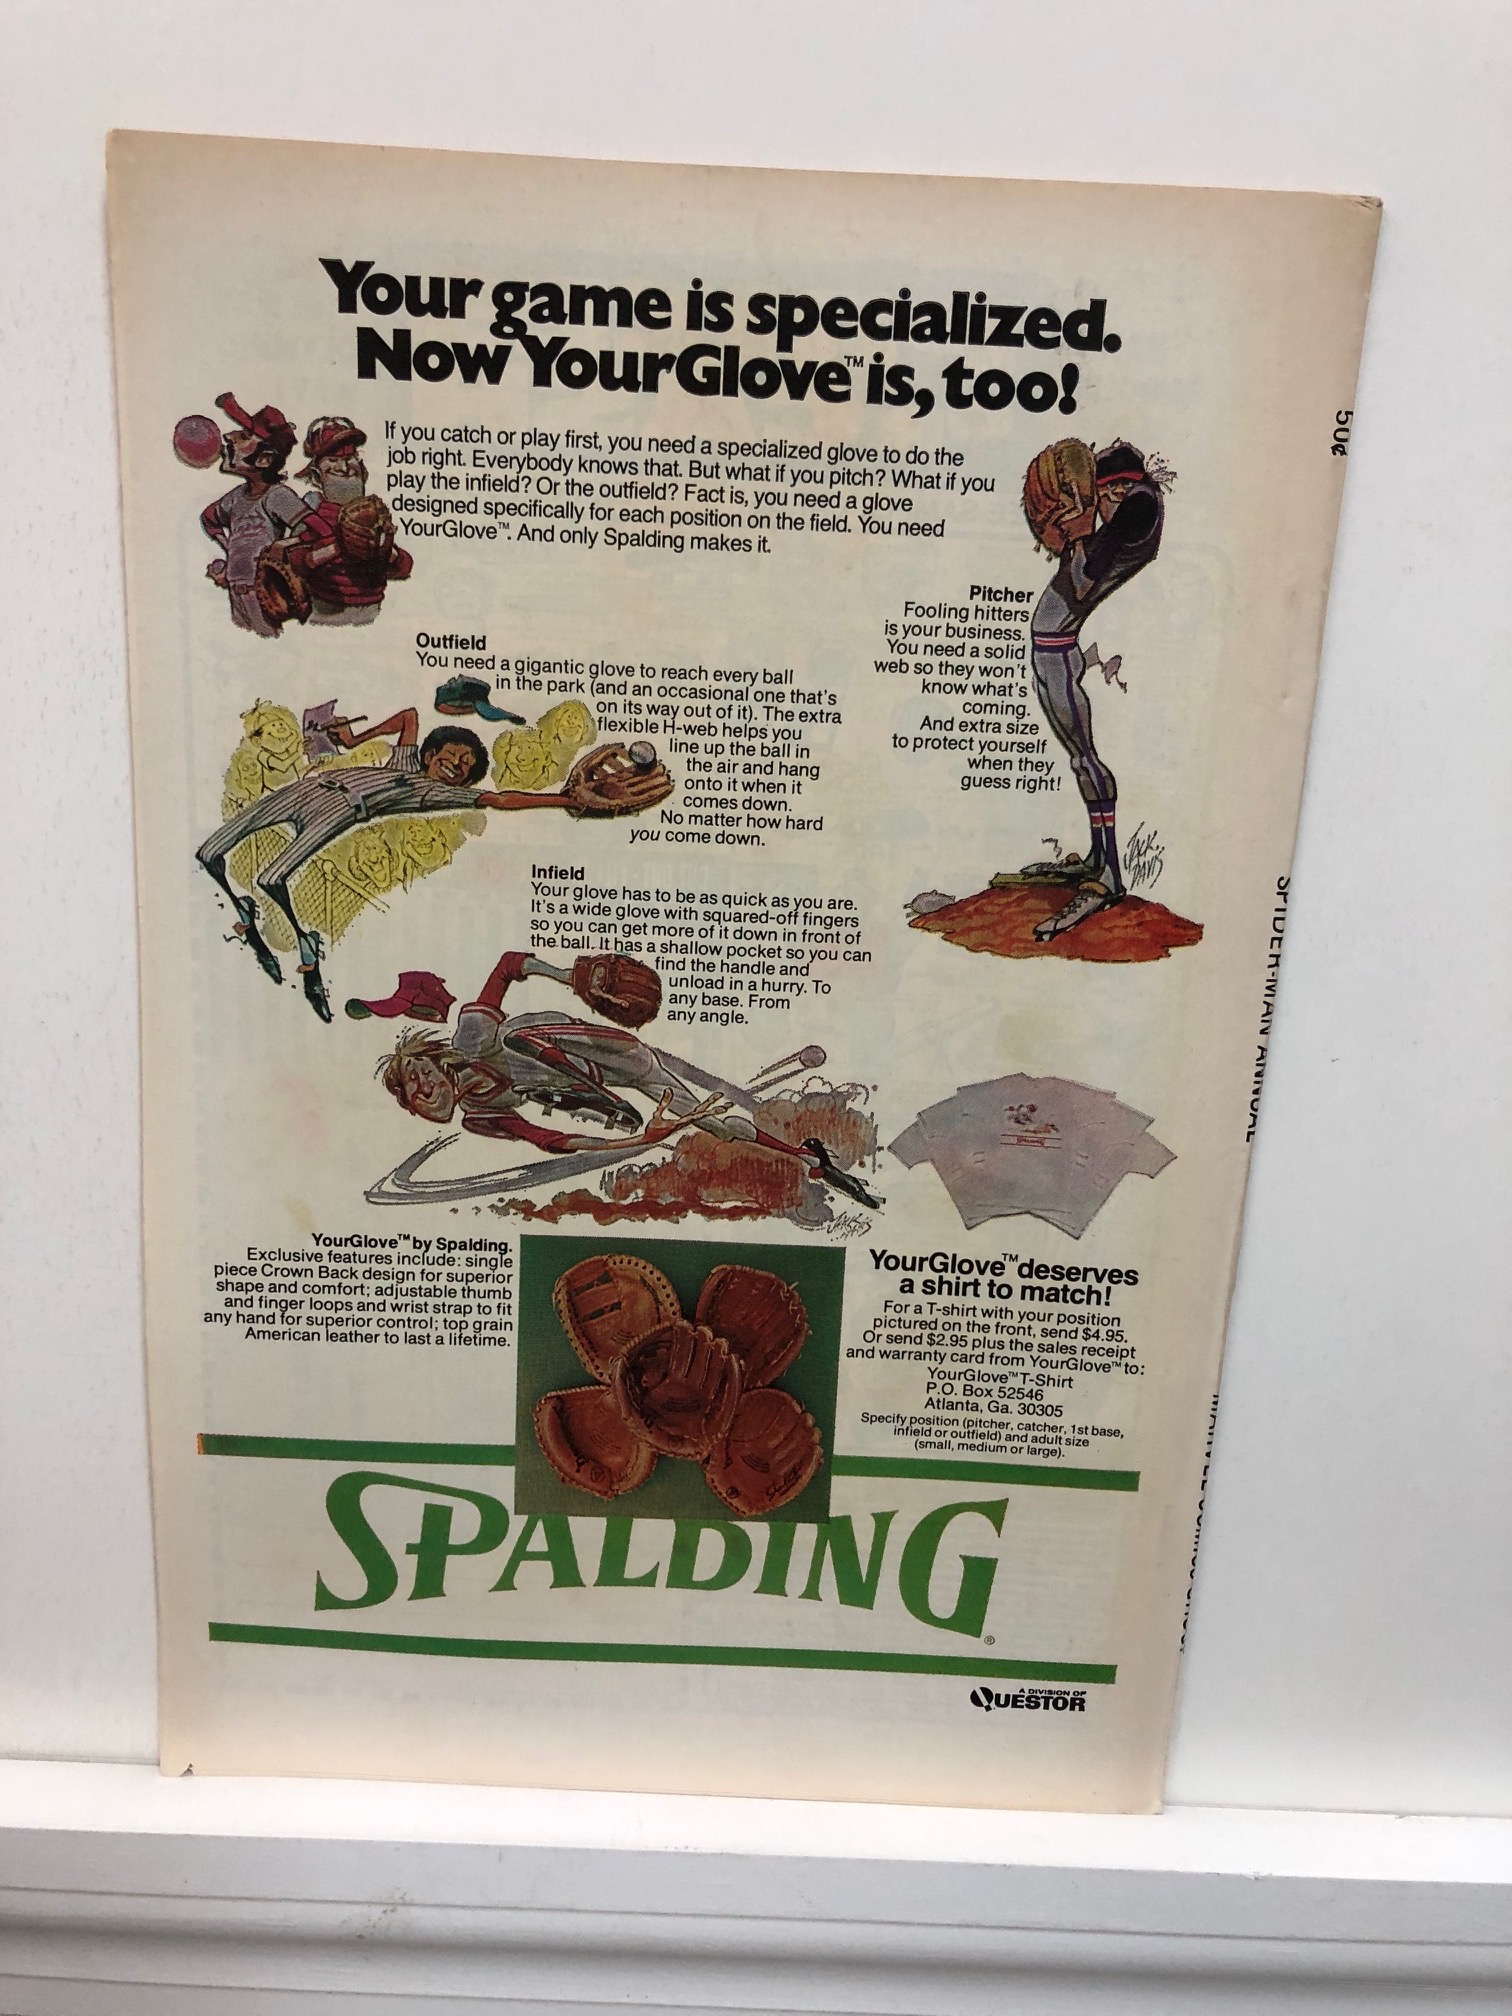 Your game is specialized.
Now YourGlove™ is, too!
If you catch or play first, you need a specialized glove to do the
job right. Everybody knows that. But what if you pitch? What if you
play the infield? Or the outfield? Fact is, you need a glove
designed specifically for each position on the field. You need
YourGlove™. And only Spalding makes it.
Pitcher
Fooling hitters
is your business.
You need a solid
web so they won't
know what's
coming.
And extra size
to protect yourself
when they
guess right!
JACK
DAVIS
Outfield
You need a gigantic glove to reach every ball
in the park (and an occasional one that's
on its way out of it). The extra
flexible H-web helps you
line up the ball in
the air and hang
onto it when it
comes down.
No matter how hard
you come down.
Infield
Your glove has to be as quick as you are.
It's a wide glove with squared-off fingers
so you can get more of it down in front of
the ball. It has a shallow pocket so you can
find the handle and
unload in a hurry. To
any base. From
any angle.
JACK
DAVIS
YourGlove™ by Spalding.
Exclusive features include: single
piece Crown Back design for superior
shape and comfort; adjustable thumb
and finger loops and wrist strap to fit
any hand for superior control; top grain
American leather to last a lifetime.
YourGlove™ deserves
a shirt to match!
For a T-shirt with your position
pictured on the front, send $4.95.
Or send $2.95 plus the sales receipt
and warranty card from YourGlove™ to:
YourGlove™ T-Shirt
P.O. Box 52546
Atlanta, Ga. 30305
Specify position (pitcher, catcher, 1st base,
infield or outfield) and adult size
(small, medium or large).
SPALDING®
A DIVISION OF
QUESTOR
50¢
SPIDER-MAN ANNUAL